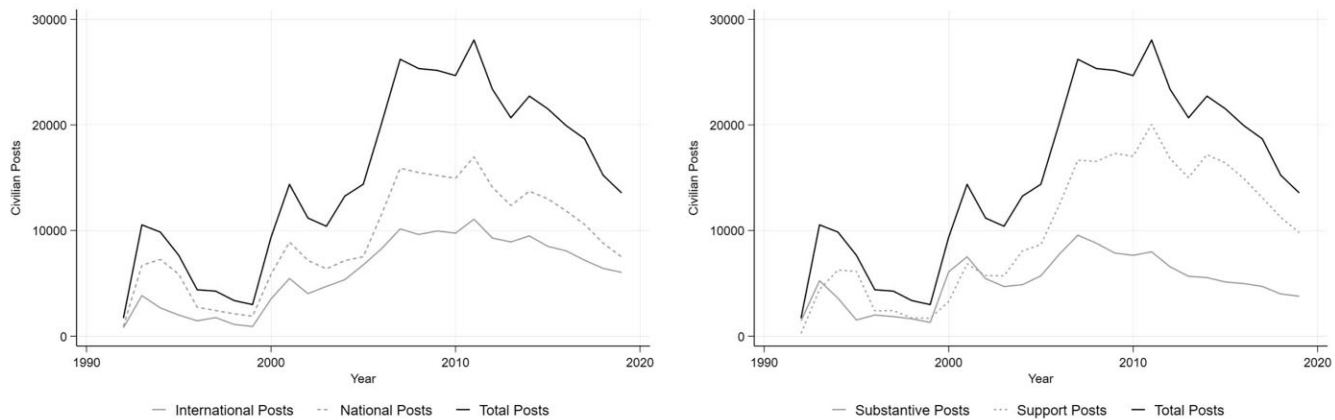 30000
20000
10000
0
Civilian Posts
1990
2000
2010
2020
Year
International Posts
National Posts
Total Posts
30000
20000
10000
0
Civilian Posts
1990
2000
2010
2020
Year
Substantive Posts
Support Posts
Total Posts